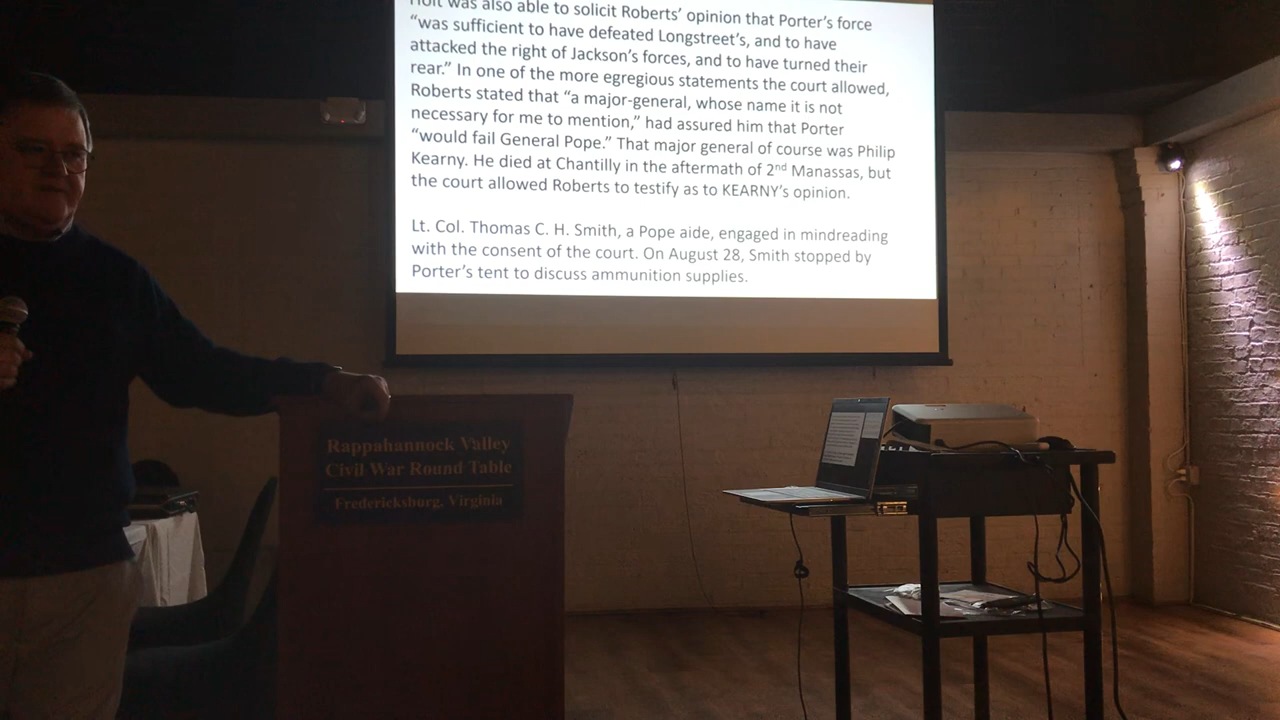 Holt was also able to solicit Roberts' opinion that Porter's force
"was sufficient to have defeated Longstreet's, and to have
attacked the right of Jackson's forces, and to have turned their
rear." In one of the more egregious statements the court allowed,
Roberts stated that "a major-general, whose name it is not
necessary for me to mention," had assured him that Porter
"would fail General Pope." That major general of course was Philip
Kearny. He died at Chantilly in the aftermath of 2nd Manassas, but
the court allowed Roberts to testify as to KEARNY's opinion.
Lt. Col. Thomas C. H. Smith, a Pope aide, engaged in mindreading
with the consent of the court. On August 28, Smith stopped by
Porter's tent to discuss ammunition supplies.
Rappahannock Valley
Civil War Round Table
Fredericksburg, Virginia